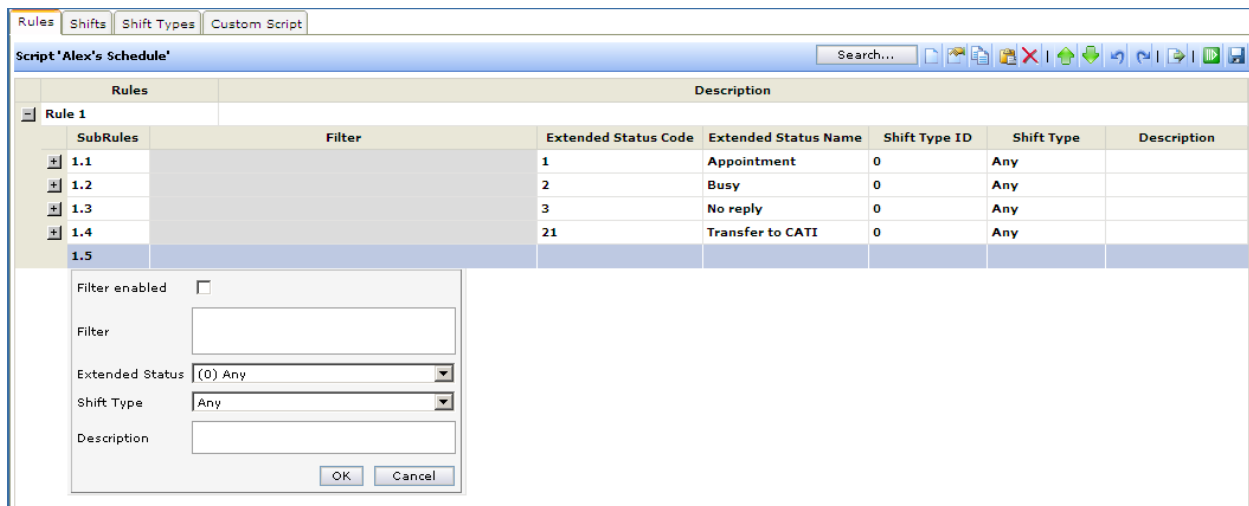 Rules Shifts Shift Types Custom Script
Script 'Alex's Schedule' Search...
Rules Description
Rule 1
SubRules Filter Extended Status Code Extended Status Name Shift Type ID Shift Type Description
1.1 1 Appointment 0 Any
1.2 2 Busy 0 Any
1.3 3 No reply 0 Any
1.4 21 Transfer to CATI 0 Any
1.5
Filter enabled
Filter
Extended Status (0) Any
Shift Type Any
Description
OK Cancel